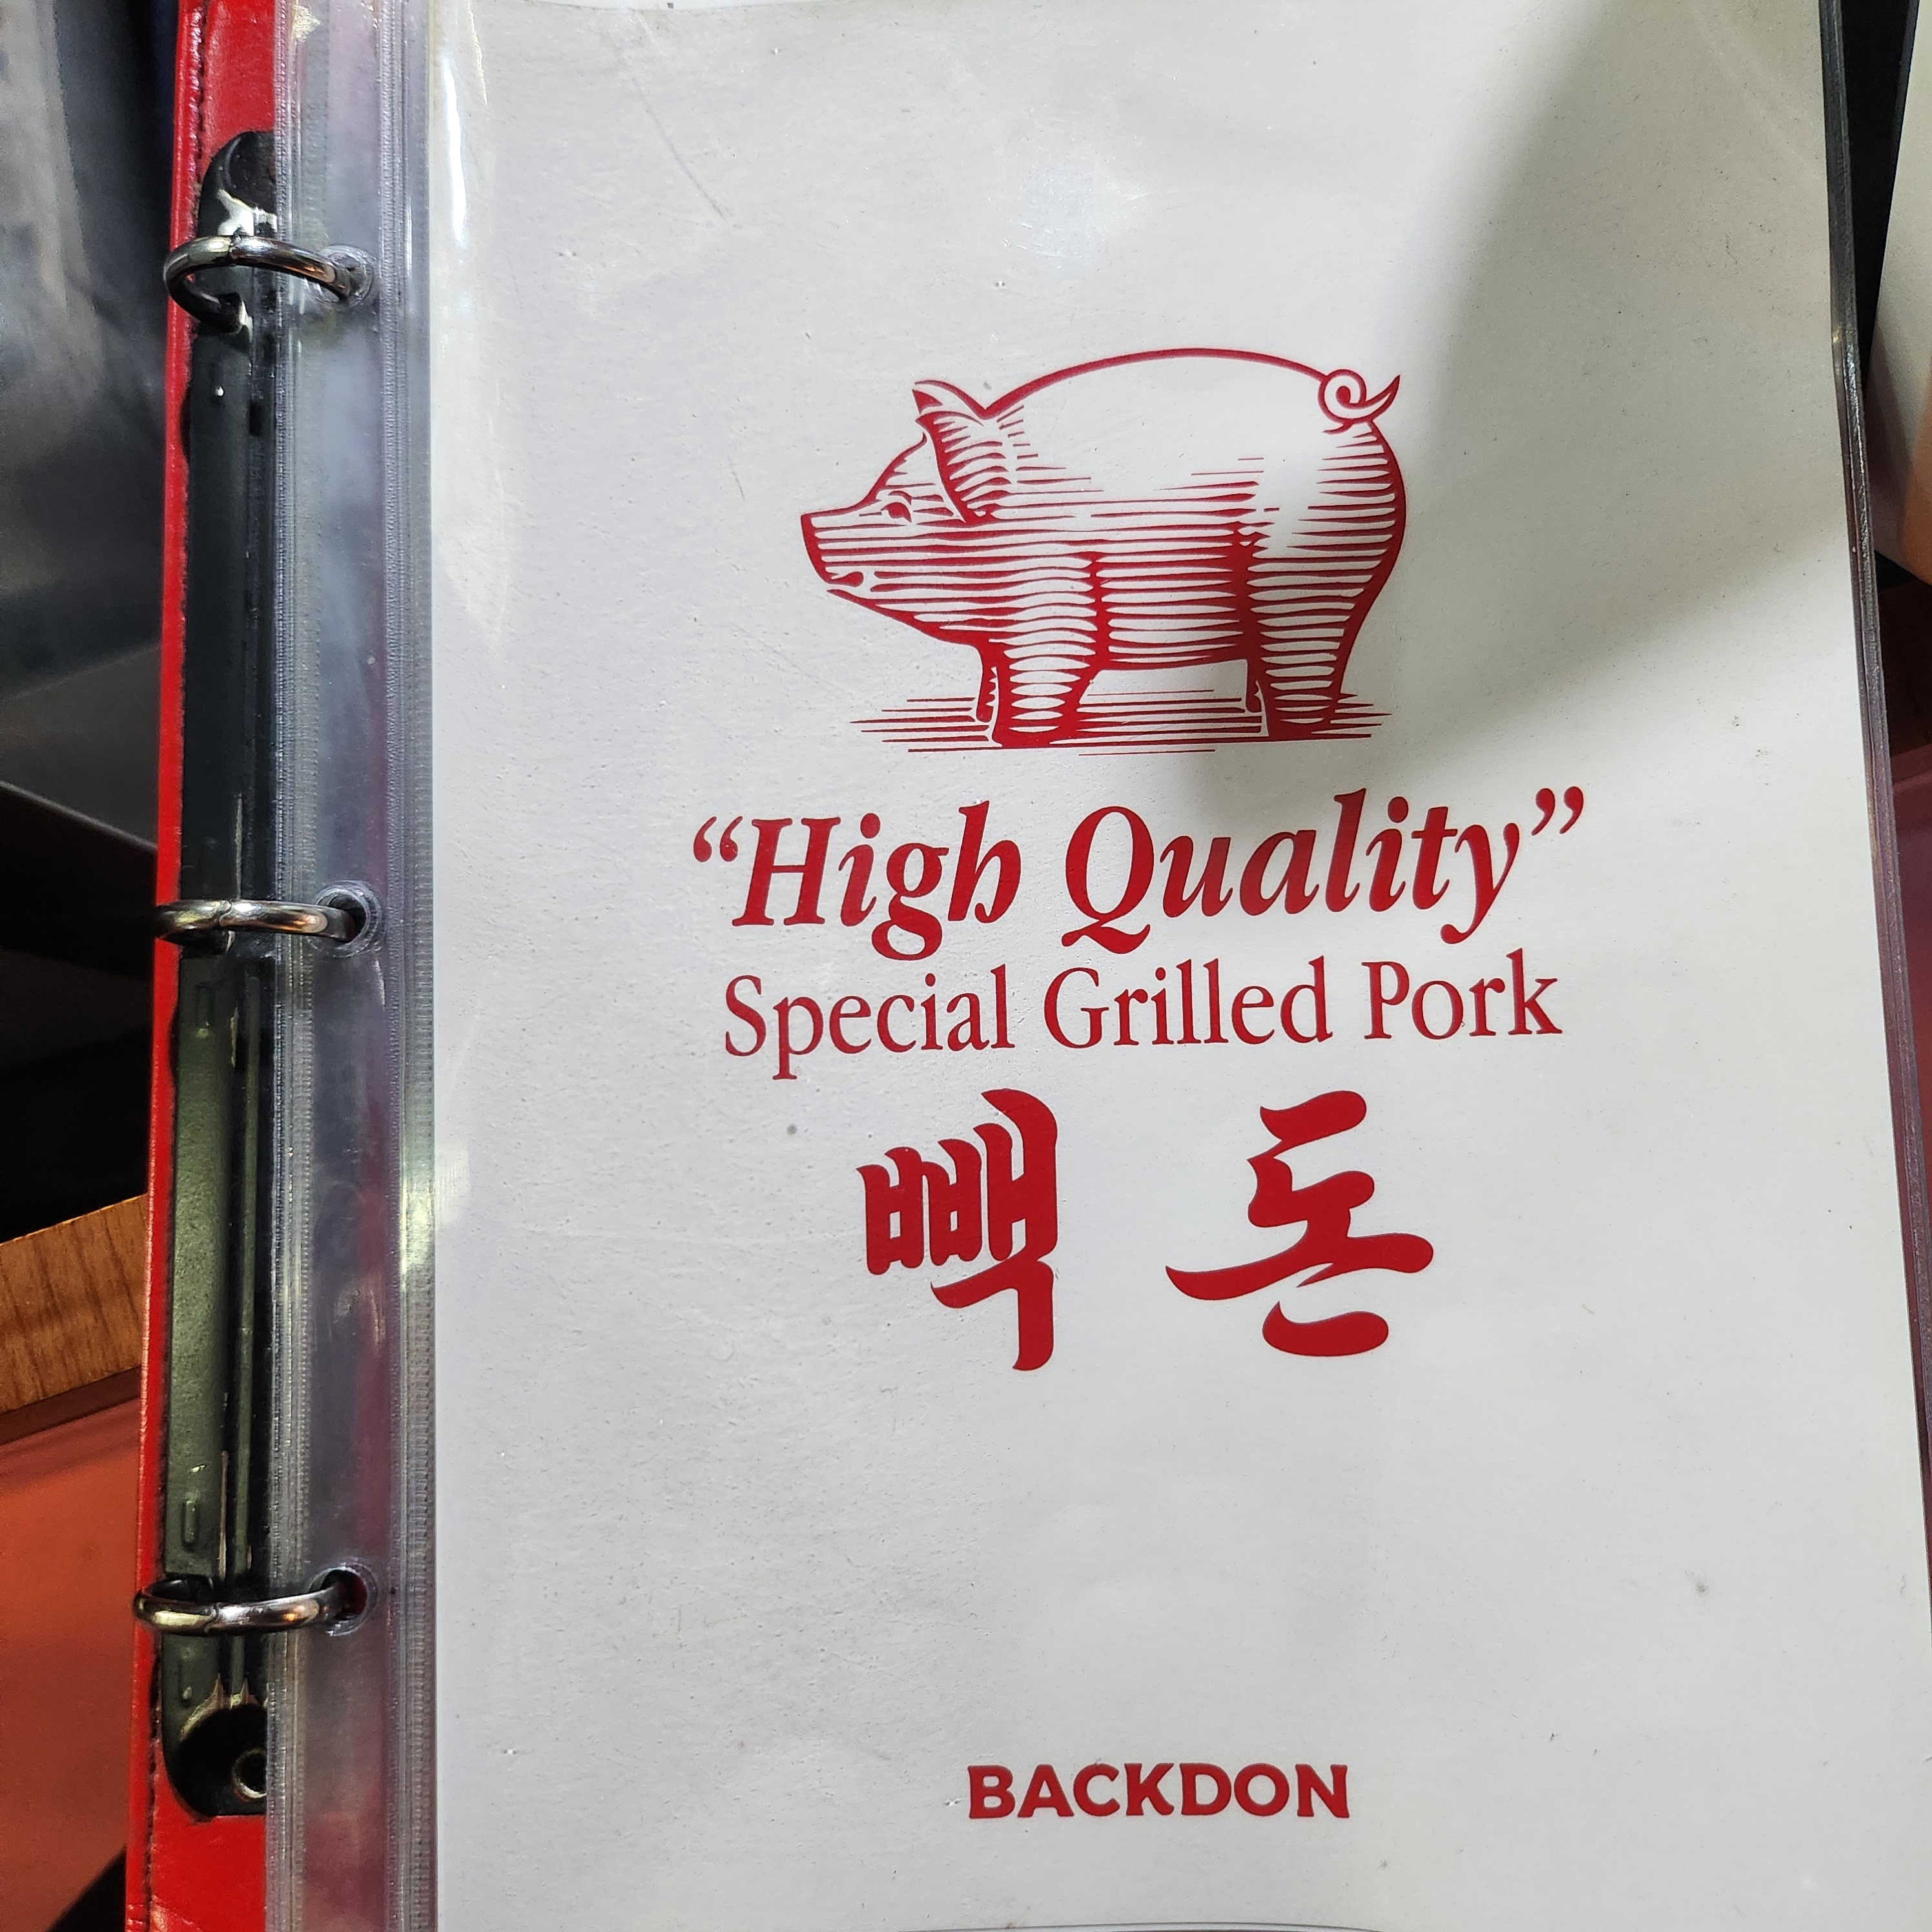 “High Quality”
Special Grilled Pork
빽 돈
BACKDON